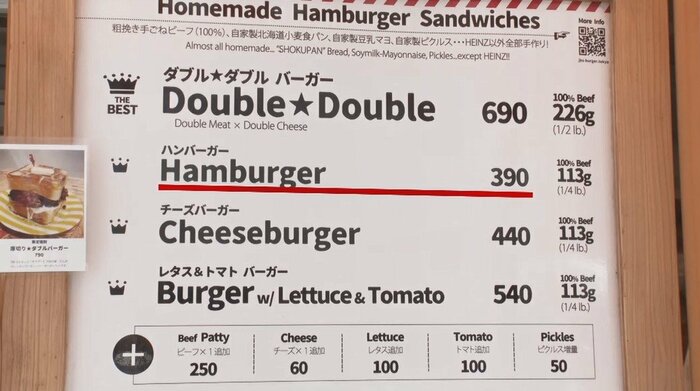 Homemade Hamburger Sandwiches
粗挽き手ごねビーフ(100%)、自家製北海道小麦食パン、自家製豆乳マヨ、自家製ピクルス・・・HEINZ以外全部手作り!
Almost all homemade... "SHOKUPAN" Bread, Soymilk-Mayonnaise, Pickles..except HEINZ!!
More Info
THE BEST
ダブル★ダブル バーガー
Double★Double 690
Double Meat × Double Cheese
100% Beef
226g
(1/2 lb.)
ハンバーガー
Hamburger 390
100% Beef
113g
(1/4 lb.)
チーズバーガー
Cheeseburger 440
100% Beef
113g
(1/4 lb.)
レタス&トマト バーガー
Burger w/ Lettuce & Tomato 540
100% Beef
113g
(1/4 lb.)
厚切り★ダブルバーガー
790
+
Beef Patty
ビーフ×1追加
250
Cheese
チーズ×1追加
60
Lettuce
レタス追加
100
Tomato
トマト追加
100
Pickles
ピクルス増量
50